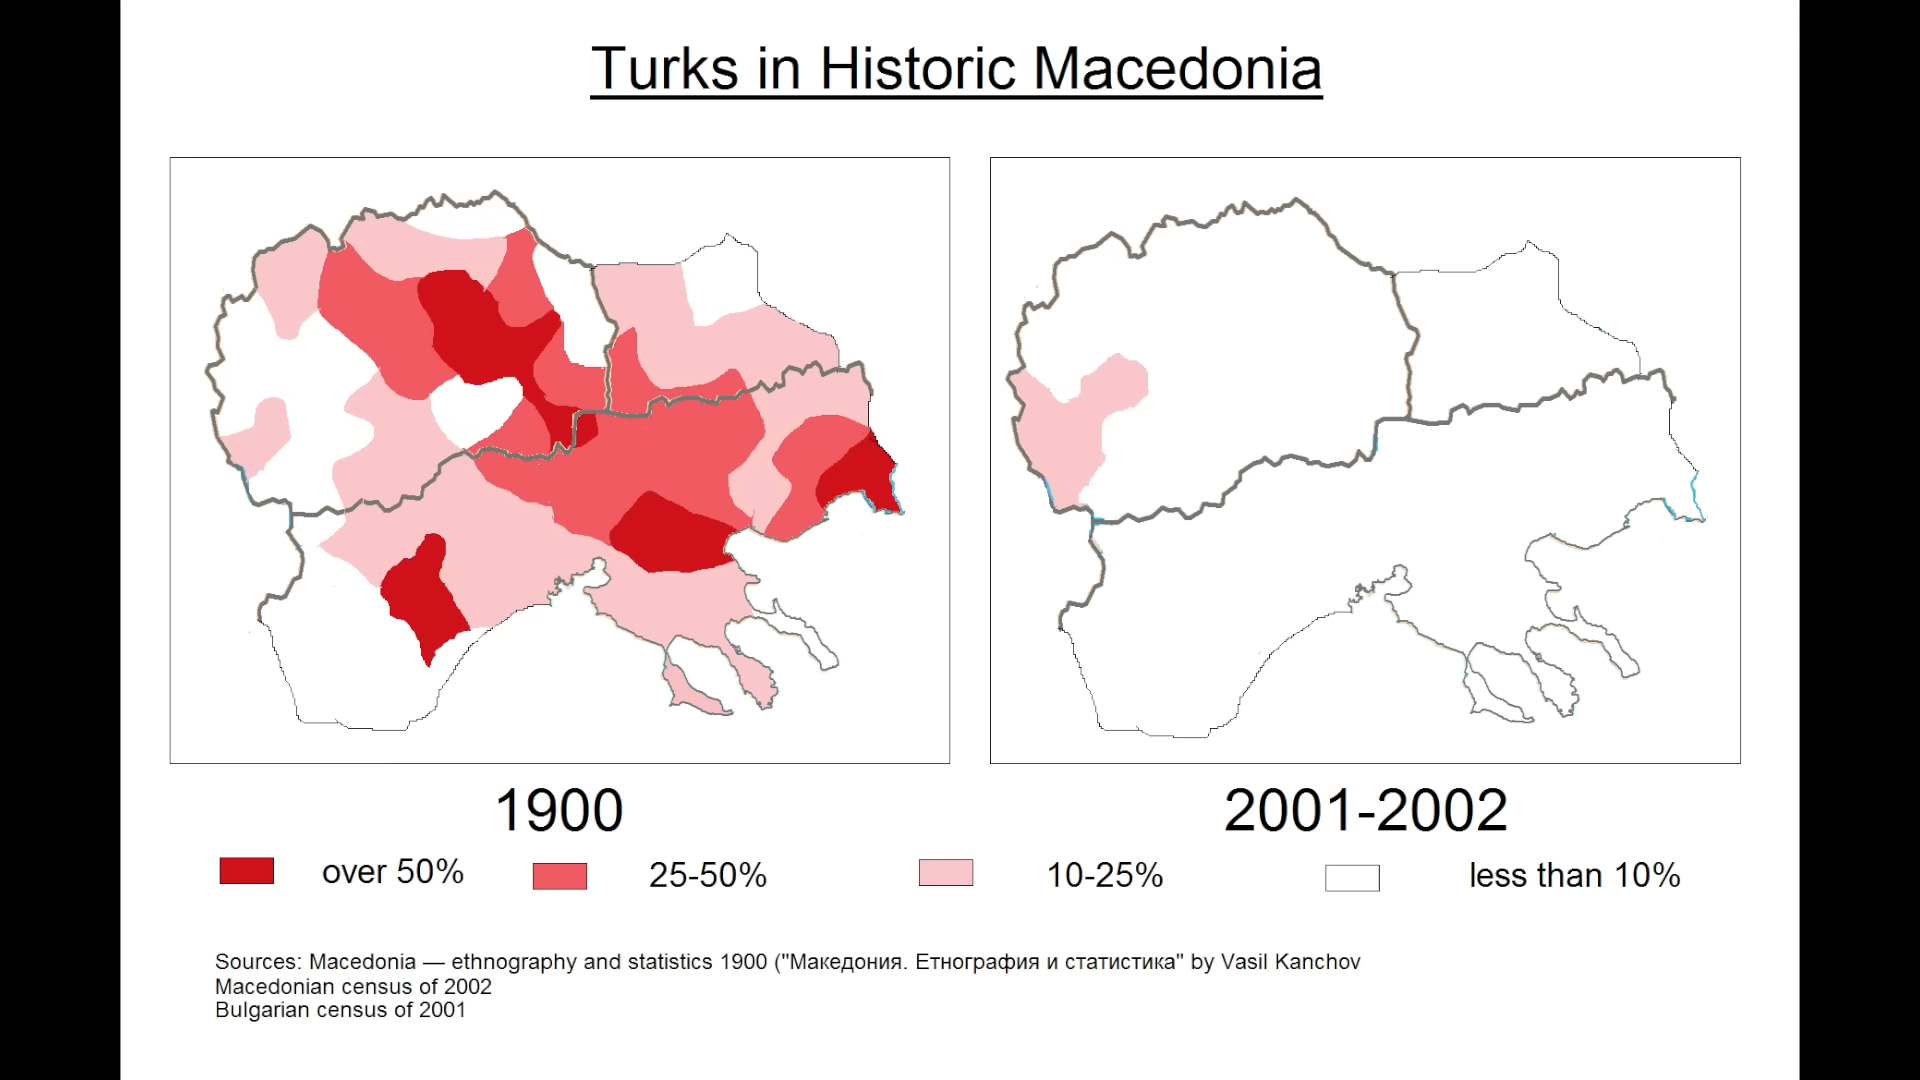 Turks in Historic Macedonia
1900
2001-2002
over 50%
25-50%
10-25%
less than 10%
Sources: Macedonia — ethnography and statistics 1900 ("Македония. Етнография и статистика" by Vasil Kanchov
Macedonian census of 2002
Bulgarian census of 2001